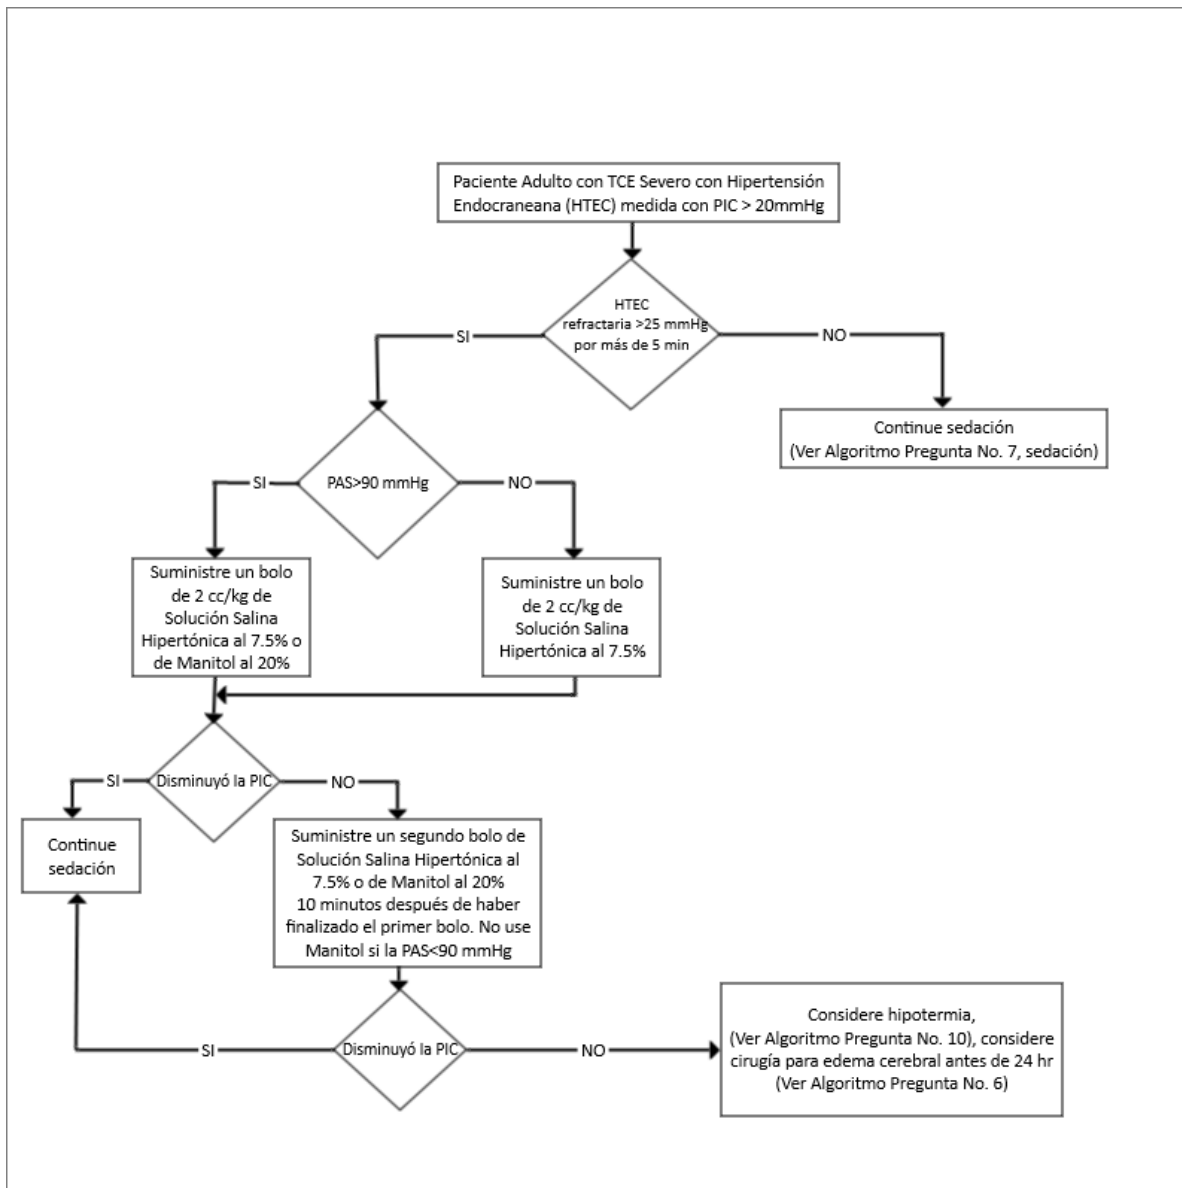 Paciente Adulto con TCE Severo con Hipertensión
Endocraneana (HTEC) medida con PIC > 20mmHg
HTEC
refractaria >25 mmHg
por más de 5 min
SI
NO
Continue sedación
(Ver Algoritmo Pregunta No. 7, sedación)
PAS>90 mmHg
SI
NO
Suministre un bolo
de 2 cc/kg de
Solución Salina
Hipertónica al 7.5% o
de Manitol al 20%
Suministre un bolo
de 2 cc/kg de
Solución Salina
Hipertónica al 7.5%
Disminuyó la PIC
SI
NO
Continue
sedación
Suministre un segundo bolo de
Solución Salina Hipertónica al
7.5% o de Manitol al 20%
10 minutos después de haber
finalizado el primer bolo. No use
Manitol si la PAS<90 mmHg
Disminuyó la PIC
SI
NO
Considere hipotermia,
(Ver Algoritmo Pregunta No. 10), considere
cirugía para edema cerebral antes de 24 hr
(Ver Algoritmo Pregunta No. 6)